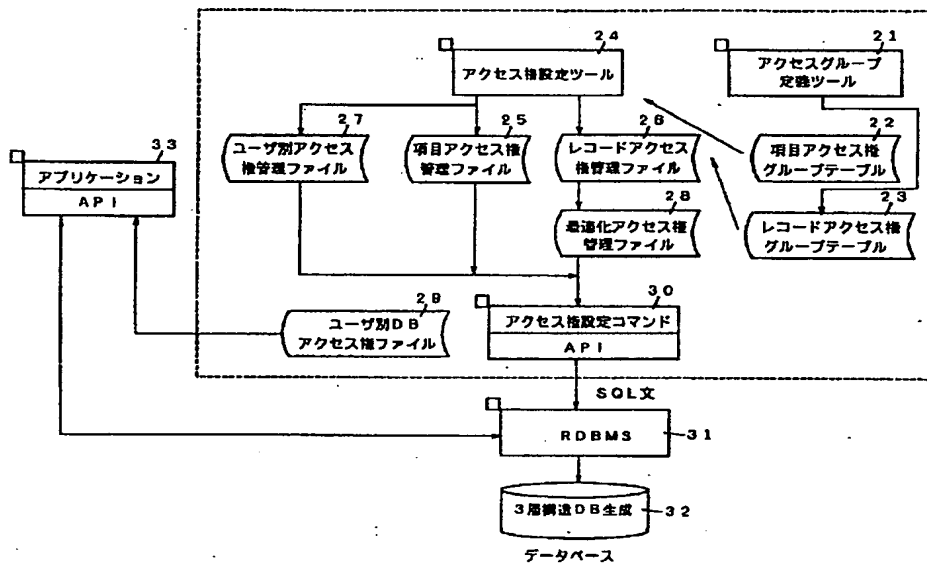 24
アクセス権設定ツール
21
アクセスグループ
定義ツール
27
ユーザ別アクセス
権管理ファイル
25
項目アクセス権
管理ファイル
26
レコードアクセス
権管理ファイル
22
項目アクセス権
グループテーブル
33
アプリケーション
API
28
最適化アクセス権
管理ファイル
23
レコードアクセス権
グループテーブル
29
ユーザ別DB
アクセス権ファイル
30
アクセス権設定コマンド
API
SQL文
RDBMS
31
3層構造DB生成
32
データベース